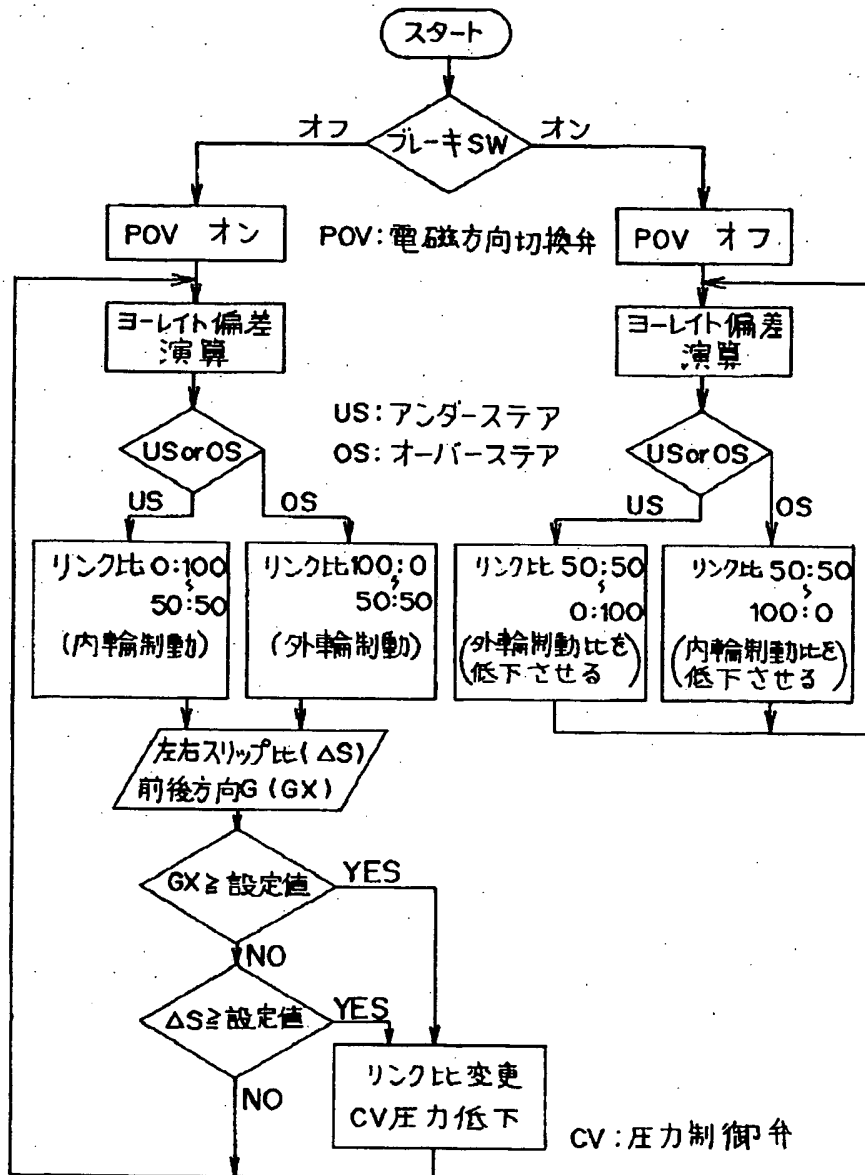 スタート
ブレーキSW
オフ
オン
POV オン
POV:電磁方向切換弁
POV オフ
ヨーレイト偏差
演算
ヨーレイト偏差
演算
US:アンダーステア
OS:オーバーステア
USorOS
US
OS
USorOS
US
OS
リンク比 0:100
~
50:50
(内輪制動)
リンク比 100:0
~
50:50
(外輪制動)
リンク比 50:50
~
0:100
(外輪制動比を
低下させる)
リンク比 50:50
~
100:0
(内輪制動比を
低下させる)
左右スリップ比(ΔS)
前後方向G(GX)
GX≧設定値
YES
NO
ΔS≧設定値
YES
NO
リンク比変更
CV圧力低下
CV:圧力制御弁